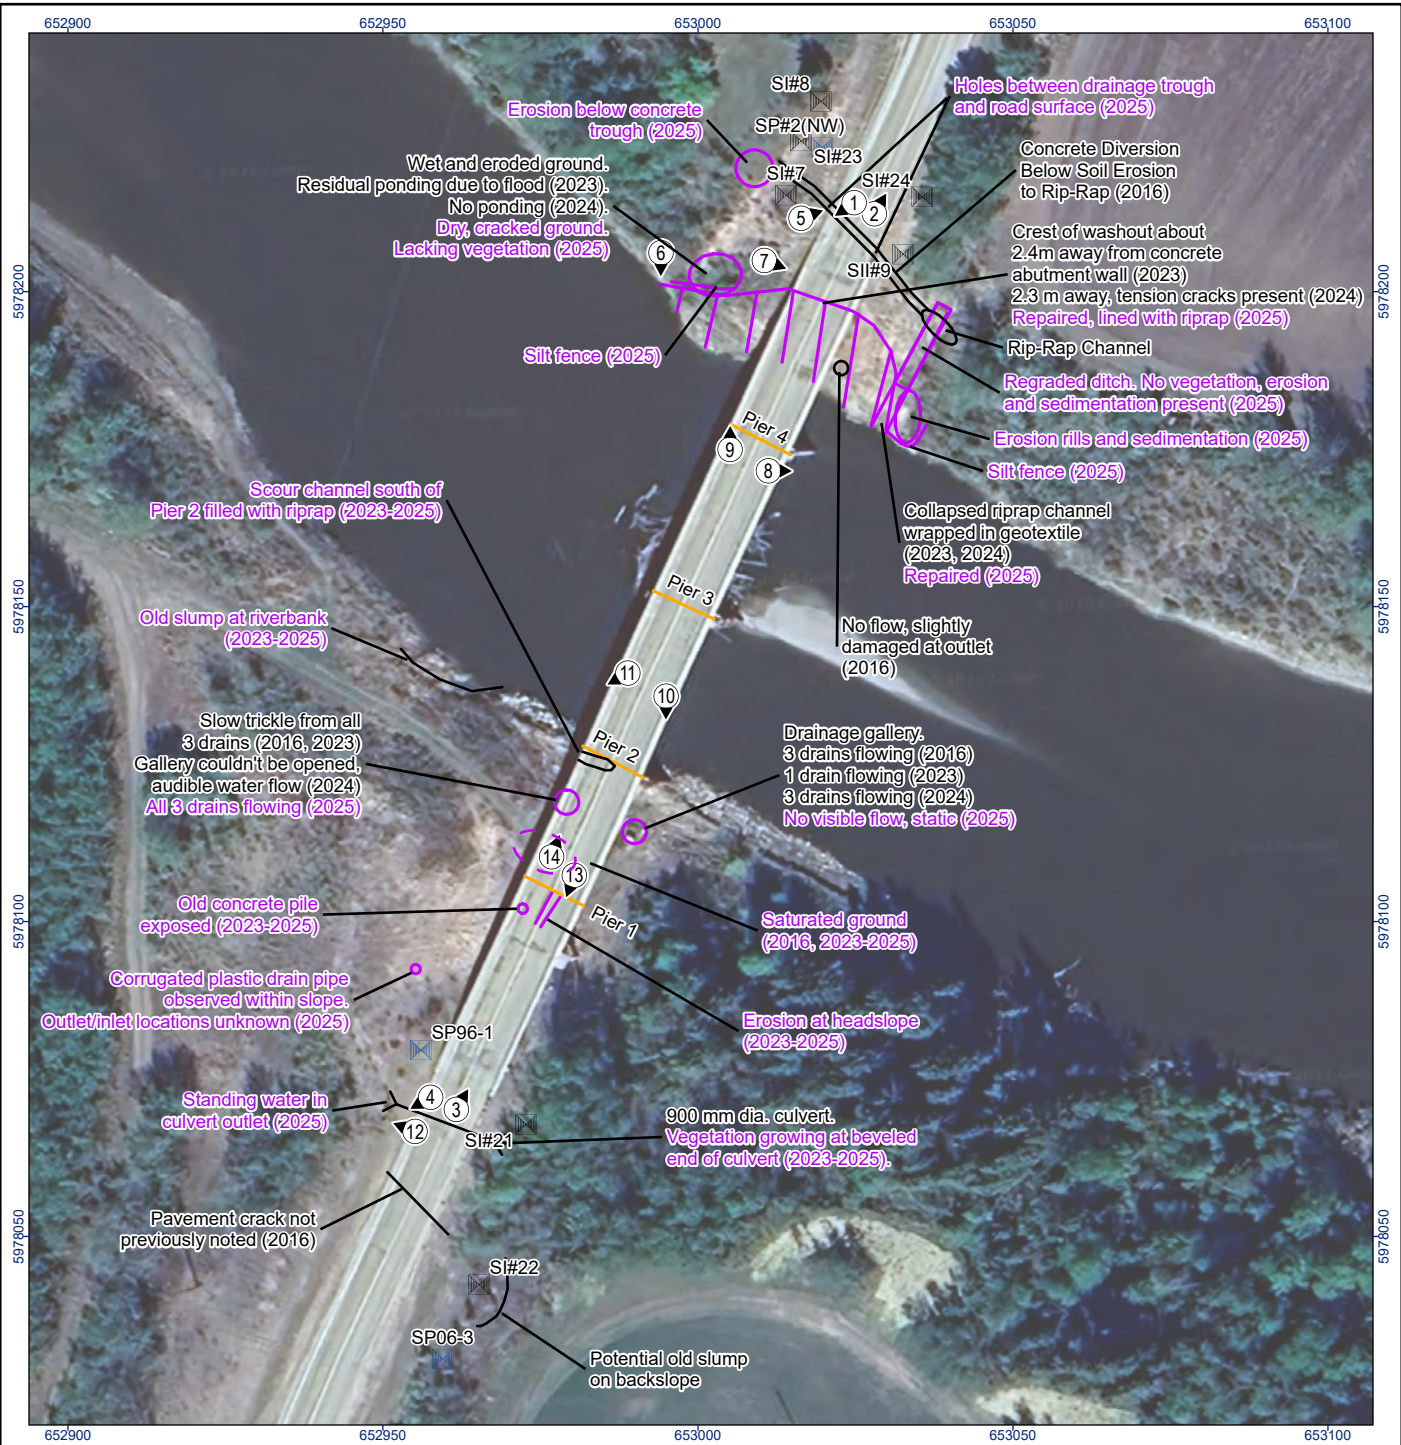 652900
652950
653000
653050
653100
SI#8
Erosion below concrete
trough (2025)
SP#2(NW)
SI#23
SI#7
SI#24
Holes between drainage trough
and road surface (2025)
Concrete Diversion
Below Soil Erosion
to Rip-Rap (2016)
Wet and eroded ground.
Residual ponding due to flood (2023).
No ponding (2024).
Dry, cracked ground.
Lacking vegetation (2025)
5
1
2
6
7
SII#9
Crest of washout about
2.4m away from concrete
abutment wall (2023)
2.3 m away, tension cracks present (2024)
Repaired, lined with riprap (2025)
5978200
5978200
Rip-Rap Channel
Silt fence (2025)
Regraded ditch. No vegetation, erosion
and sedimentation present (2025)
Erosion rills and sedimentation (2025)
Silt fence (2025)
Pier 4
9
8
Scour channel south of
Pier 2 filled with riprap (2023-2025)
Collapsed riprap channel
wrapped in geotextile
(2023, 2024)
Repaired (2025)
Pier 3
5978150
5978150
Old slump at riverbank
(2023-2025)
No flow, slightly
damaged at outlet
(2016)
11
10
Slow trickle from all
3 drains (2016, 2023)
Gallery couldn't be opened,
audible water flow (2024)
All 3 drains flowing (2025)
Pier 2
Drainage gallery.
3 drains flowing (2016)
1 drain flowing (2023)
3 drains flowing (2024)
No visible flow, static (2025)
14
13
Old concrete pile
exposed (2023-2025)
Pier 1
Saturated ground
(2016, 2023-2025)
5978100
5978100
Corrugated plastic drain pipe
observed within slope.
Outlet/inlet locations unknown (2025)
Erosion at headslope
(2023-2025)
SP96-1
Standing water in
culvert outlet (2025)
4
3
12
SI#21
900 mm dia. culvert.
Vegetation growing at beveled
end of culvert (2023-2025).
Pavement crack not
previously noted (2016)
5978050
5978050
SI#22
SP06-3
Potential old slump
on backslope
652900
652950
653000
653050
653100